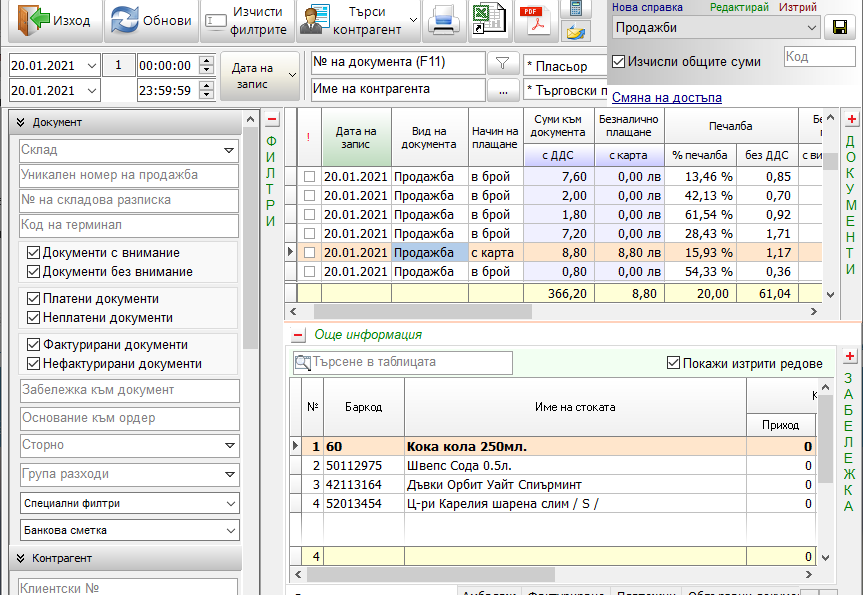 Изход
Обнови
Изчисти филтрите
Търси контрагент
PDF
Нова справка Редактирай Изтрий
Продажби
Изчисли общите суми
Код
Смяна на достъпа
20.01.2021 1 00:00:00
20.01.2021 23:59:59
Дата на запис
№ на документа (F11)
Име на контрагента ...
* Пласьор
* Търговски п
Документ
Склад
Уникален номер на продажба
№ на складова разписка
Код на терминал
Документи с внимание
Документи без внимание
Платени документи
Неплатени документи
Фактурирани документи
Нефактурирани документи
Забележка към документ
Основание към ордер
Сторно
Група разходи
Специални филтри
Банкова сметка
Контрагент
Клиентски №
ФИЛТРИ
! Дата на запис Вид на документа Начин на плащане Суми към документа Безналично плащане Печалба
с ДДС с карта % печалба без ДДС с ви
20.01.2021 Продажба в брой 7,60 0,00 лв 13,46 % 0,85
20.01.2021 Продажба в брой 2,00 0,00 лв 42,13 % 0,70
20.01.2021 Продажба в брой 1,80 0,00 лв 61,54 % 0,92
20.01.2021 Продажба в брой 7,20 0,00 лв 28,43 % 1,71
20.01.2021 Продажба с карта 8,80 8,80 лв 15,93 % 1,17
20.01.2021 Продажба в брой 0,80 0,00 лв 54,33 % 0,36
366,20 8,80 20,00 61,04
ДОКУМЕНТИ
Още информация
Търсене в таблицата
Покажи изтрити редове
№ Баркод Име на стоката К
Приход
1 60 Кока кола 250мл. 0
2 50112975 Швепс Сода 0.5л. 0
3 42113164 Дъвки Орбит Уайт Спиърминт 0
4 52013454 Ц-ри Карелия шарена слим / S / 0
4 0
ЗАБЕЛЕЖКА